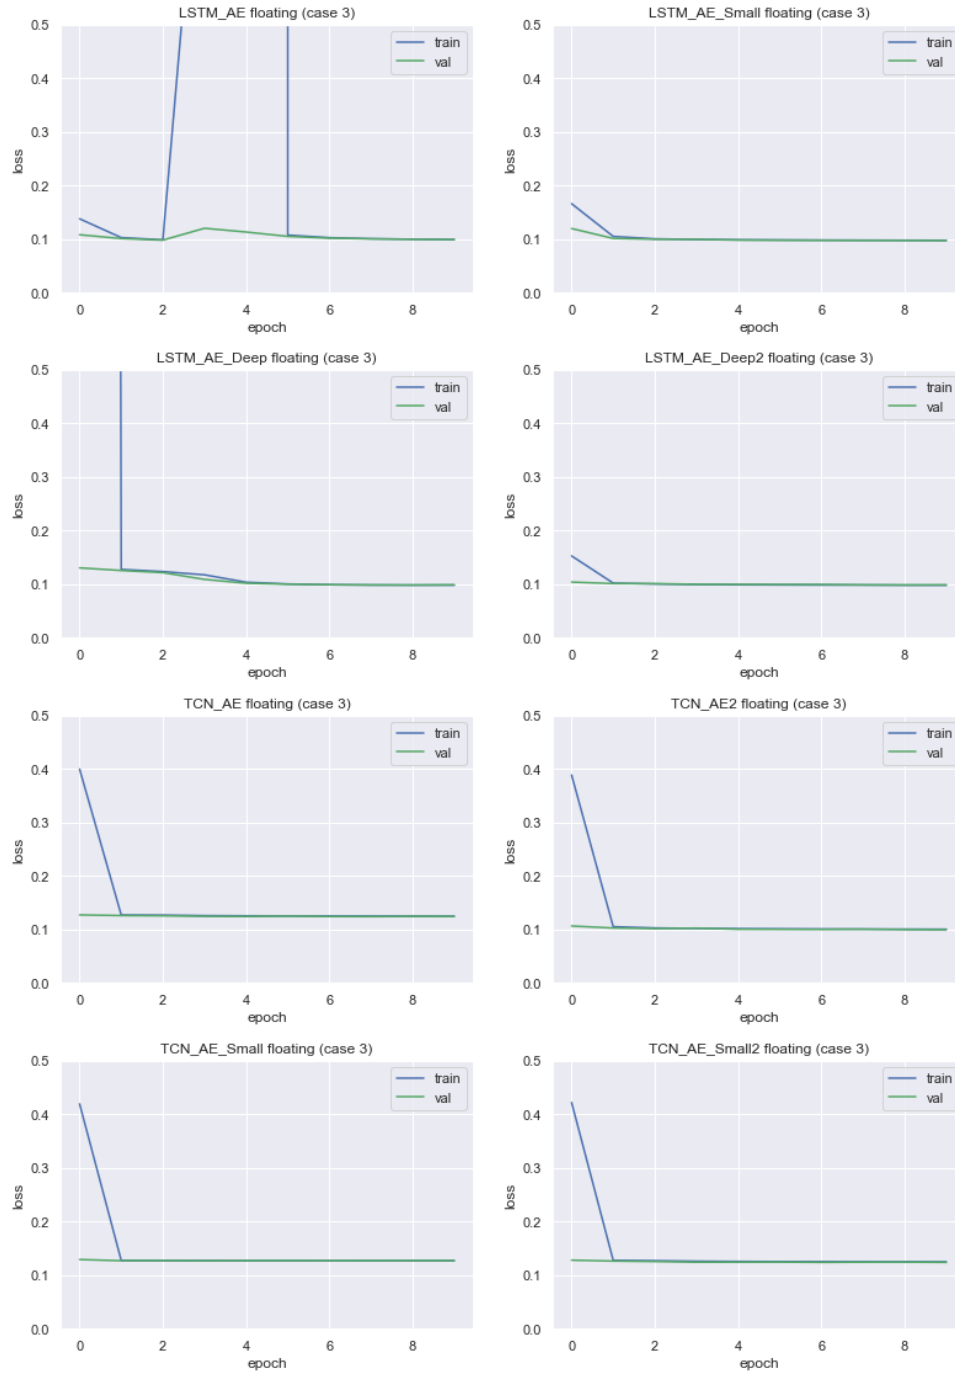 LSTM_AE floating (case 3)
0.5
0.4
0.3
0.2
0.1
0.0
loss
0 2 4 6 8
epoch
train
val
LSTM_AE_Small floating (case 3)
0.5
0.4
0.3
0.2
0.1
0.0
loss
0 2 4 6 8
epoch
train
val
LSTM_AE_Deep floating (case 3)
0.5
0.4
0.3
0.2
0.1
0.0
loss
0 2 4 6 8
epoch
train
val
LSTM_AE_Deep2 floating (case 3)
0.5
0.4
0.3
0.2
0.1
0.0
loss
0 2 4 6 8
epoch
train
val
TCN_AE floating (case 3)
0.5
0.4
0.3
0.2
0.1
0.0
loss
0 2 4 6 8
epoch
train
val
TCN_AE2 floating (case 3)
0.5
0.4
0.3
0.2
0.1
0.0
loss
0 2 4 6 8
epoch
train
val
TCN_AE_Small floating (case 3)
0.5
0.4
0.3
0.2
0.1
0.0
loss
0 2 4 6 8
epoch
train
val
TCN_AE_Small2 floating (case 3)
0.5
0.4
0.3
0.2
0.1
0.0
loss
0 2 4 6 8
epoch
train
val